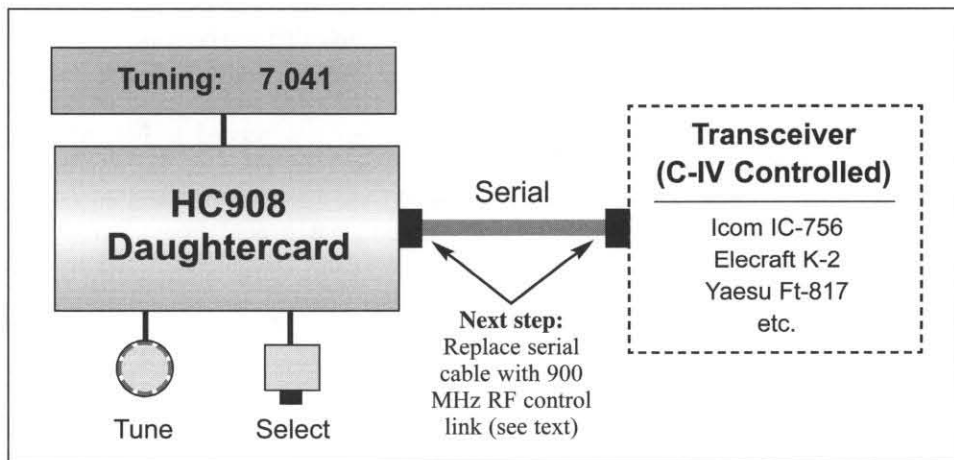 Tuning: 7.041
HC908
Daughtercard
Tune
Select
Serial
Next step:
Replace serial
cable with 900
MHz RF control
link (see text)
Transceiver
(C-IV Controlled)
Icom IC-756
Elecraft K-2
Yaesu Ft-817
etc.